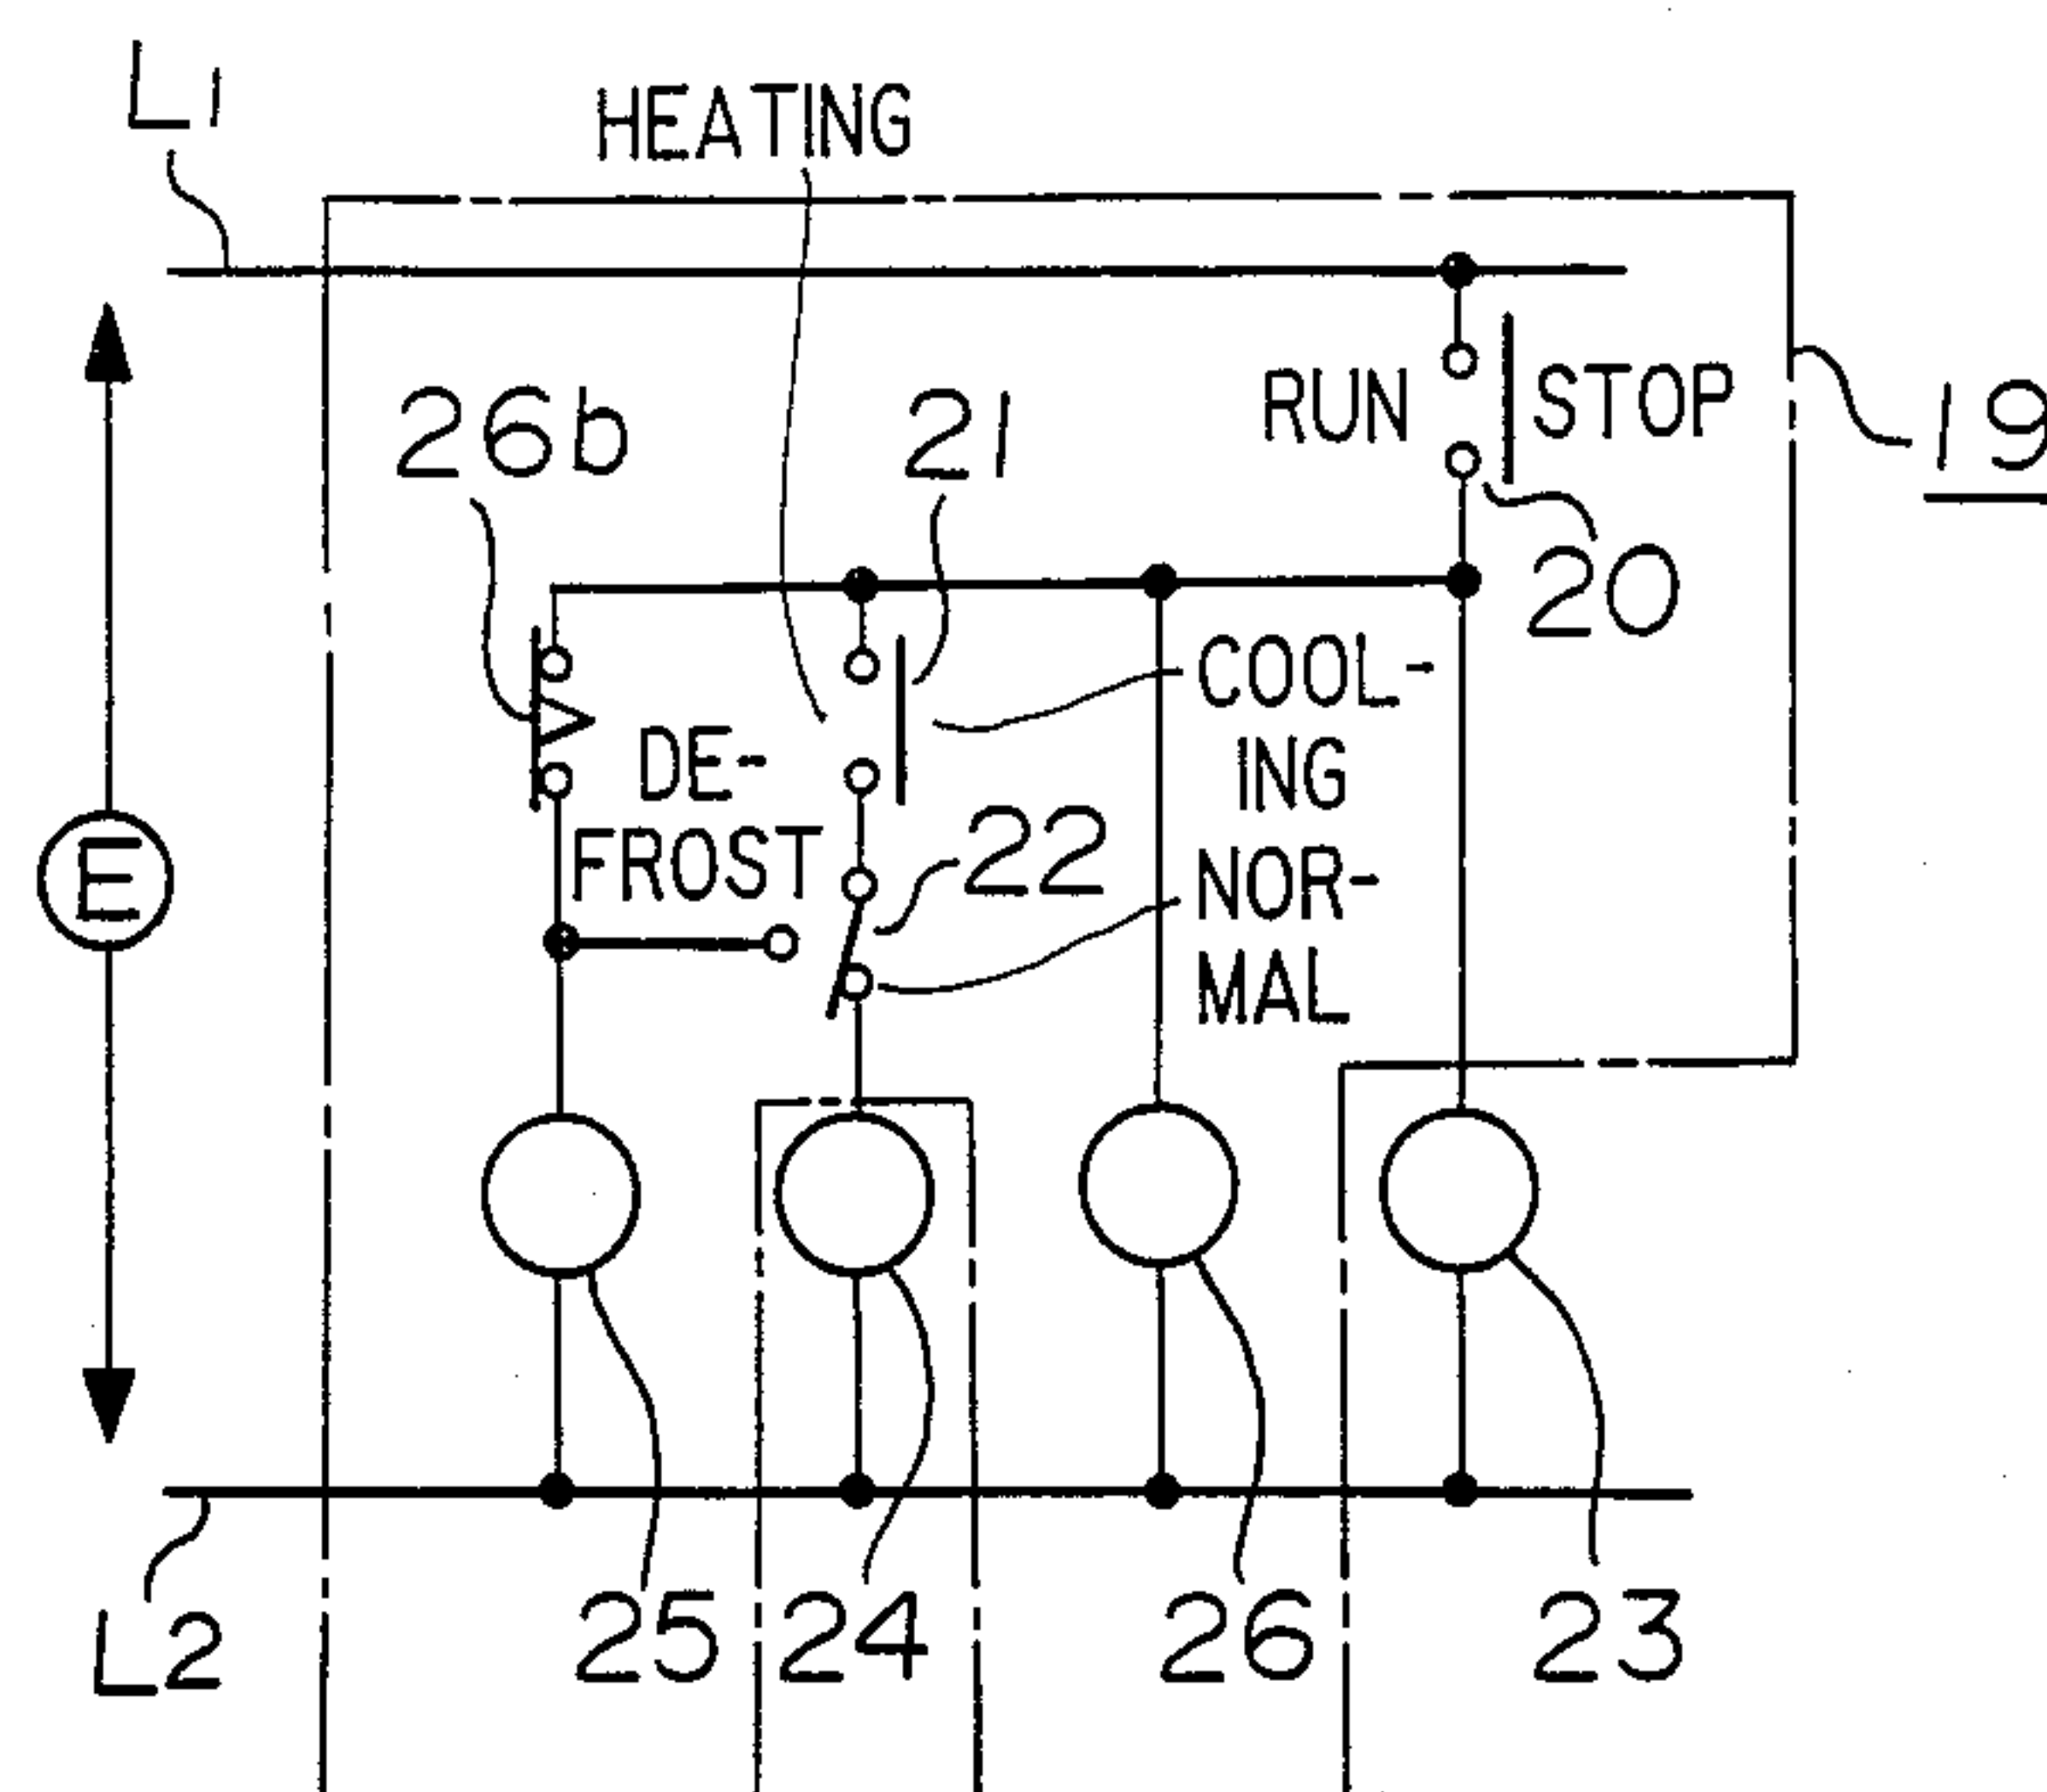 L1
HEATING
RUN
STOP
19
26b
21
20
COOL-
ING
DE-
FROST
22
NOR-
MAL
E
25
24
26
23
L2